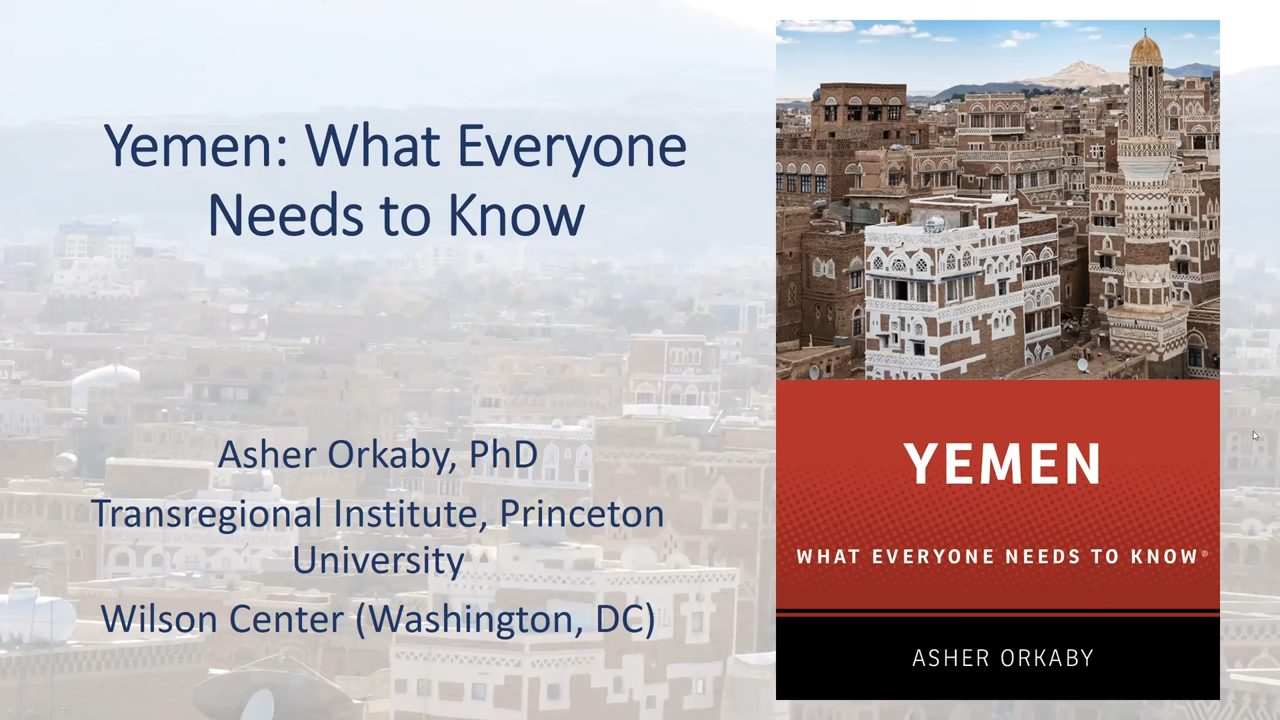 Yemen: What Everyone
Needs to Know
Asher Orkaby, PhD
Transregional Institute, Princeton
University
Wilson Center (Washington, DC)
YEMEN
WHAT EVERYONE NEEDS TO KNOW®
ASHER ORKABY